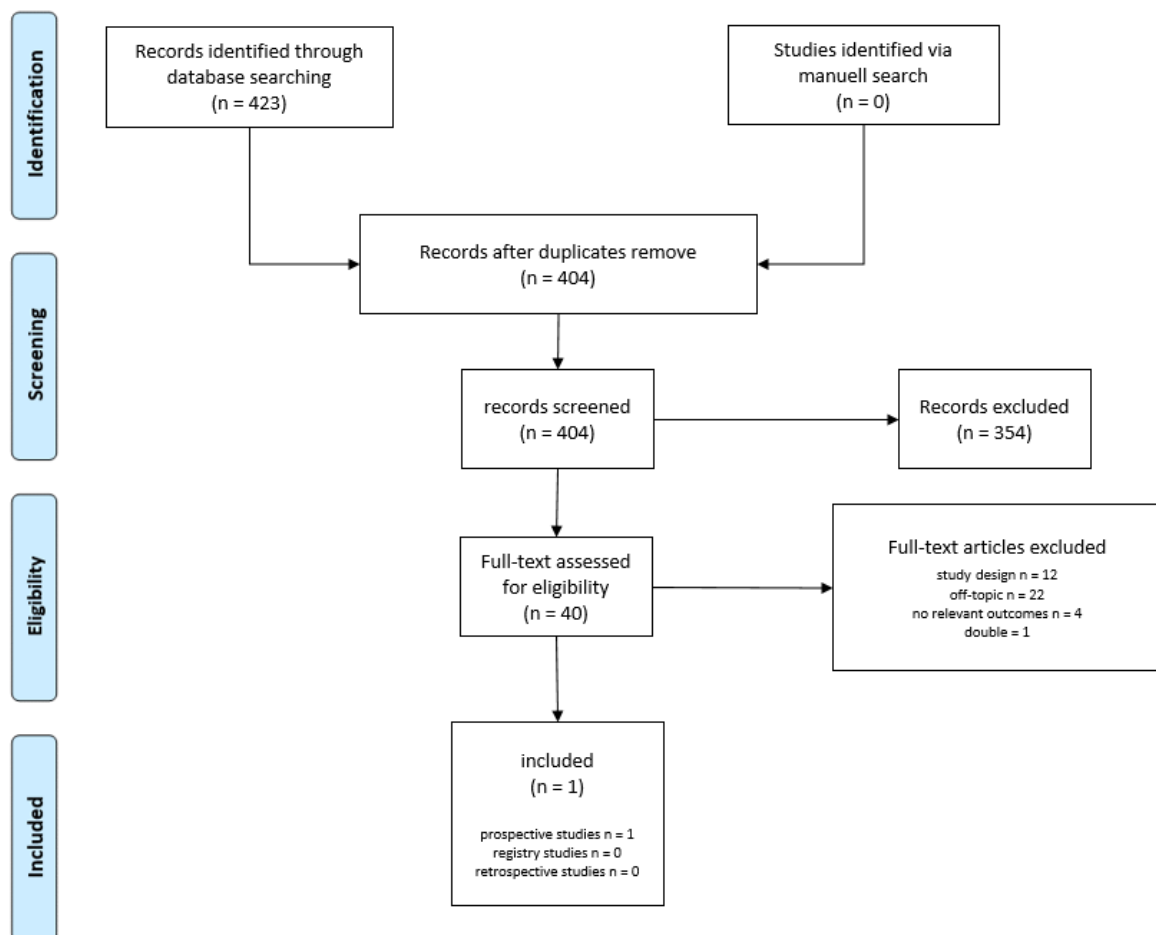 Identification
Records identified through
database searching
(n = 423)
Studies identified via
manuell search
(n = 0)
Records after duplicates remove
(n = 404)
Screening
records screened
(n = 404)
Records excluded
(n = 354)
Eligibility
Full-text assessed
for eligibility
(n = 40)
Full-text articles excluded
study design n = 12
off-topic n = 22
no relevant outcomes n = 4
double = 1
Included
included
(n = 1)
prospective studies n = 1
registry studies n = 0
retrospective studies n = 0